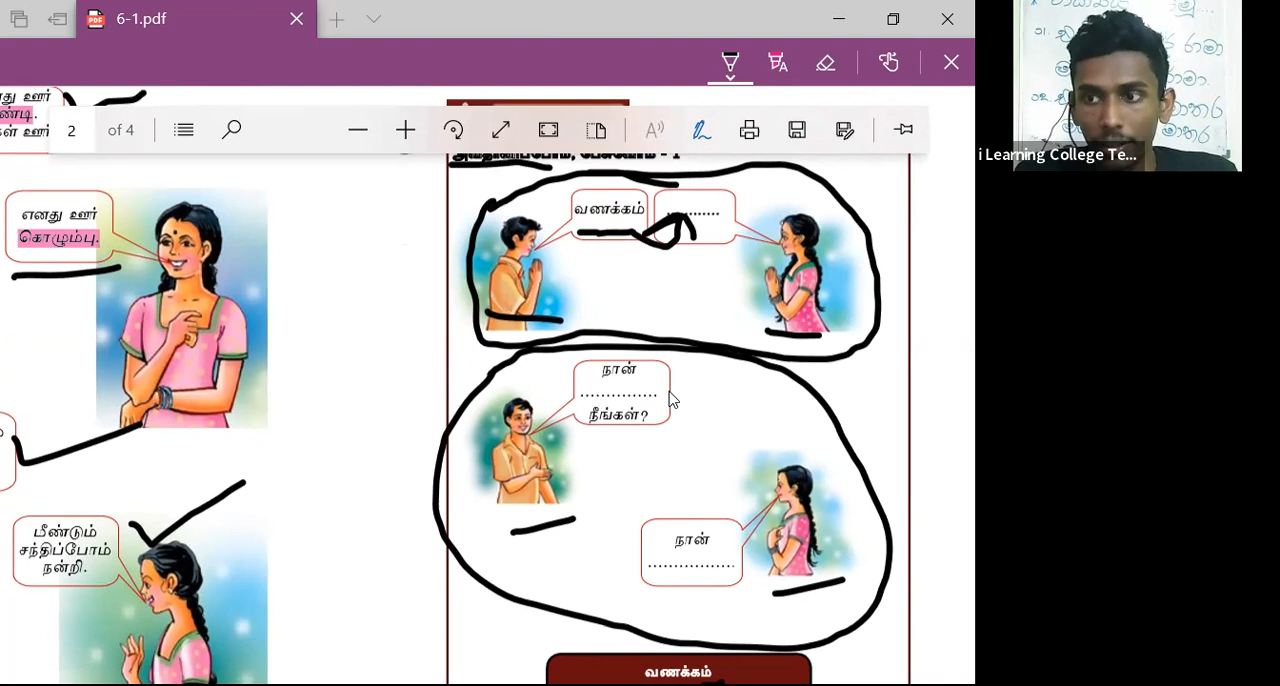 6-1.pdf
2 of 4
எனது ஊர்
கொழும்பு.
மீண்டும்
சந்திப்போம்
நன்றி.
வணக்கம்
............
நான்
...............
நீங்கள்?
நான்
.................
வணக்கம்
i Learning College Te...